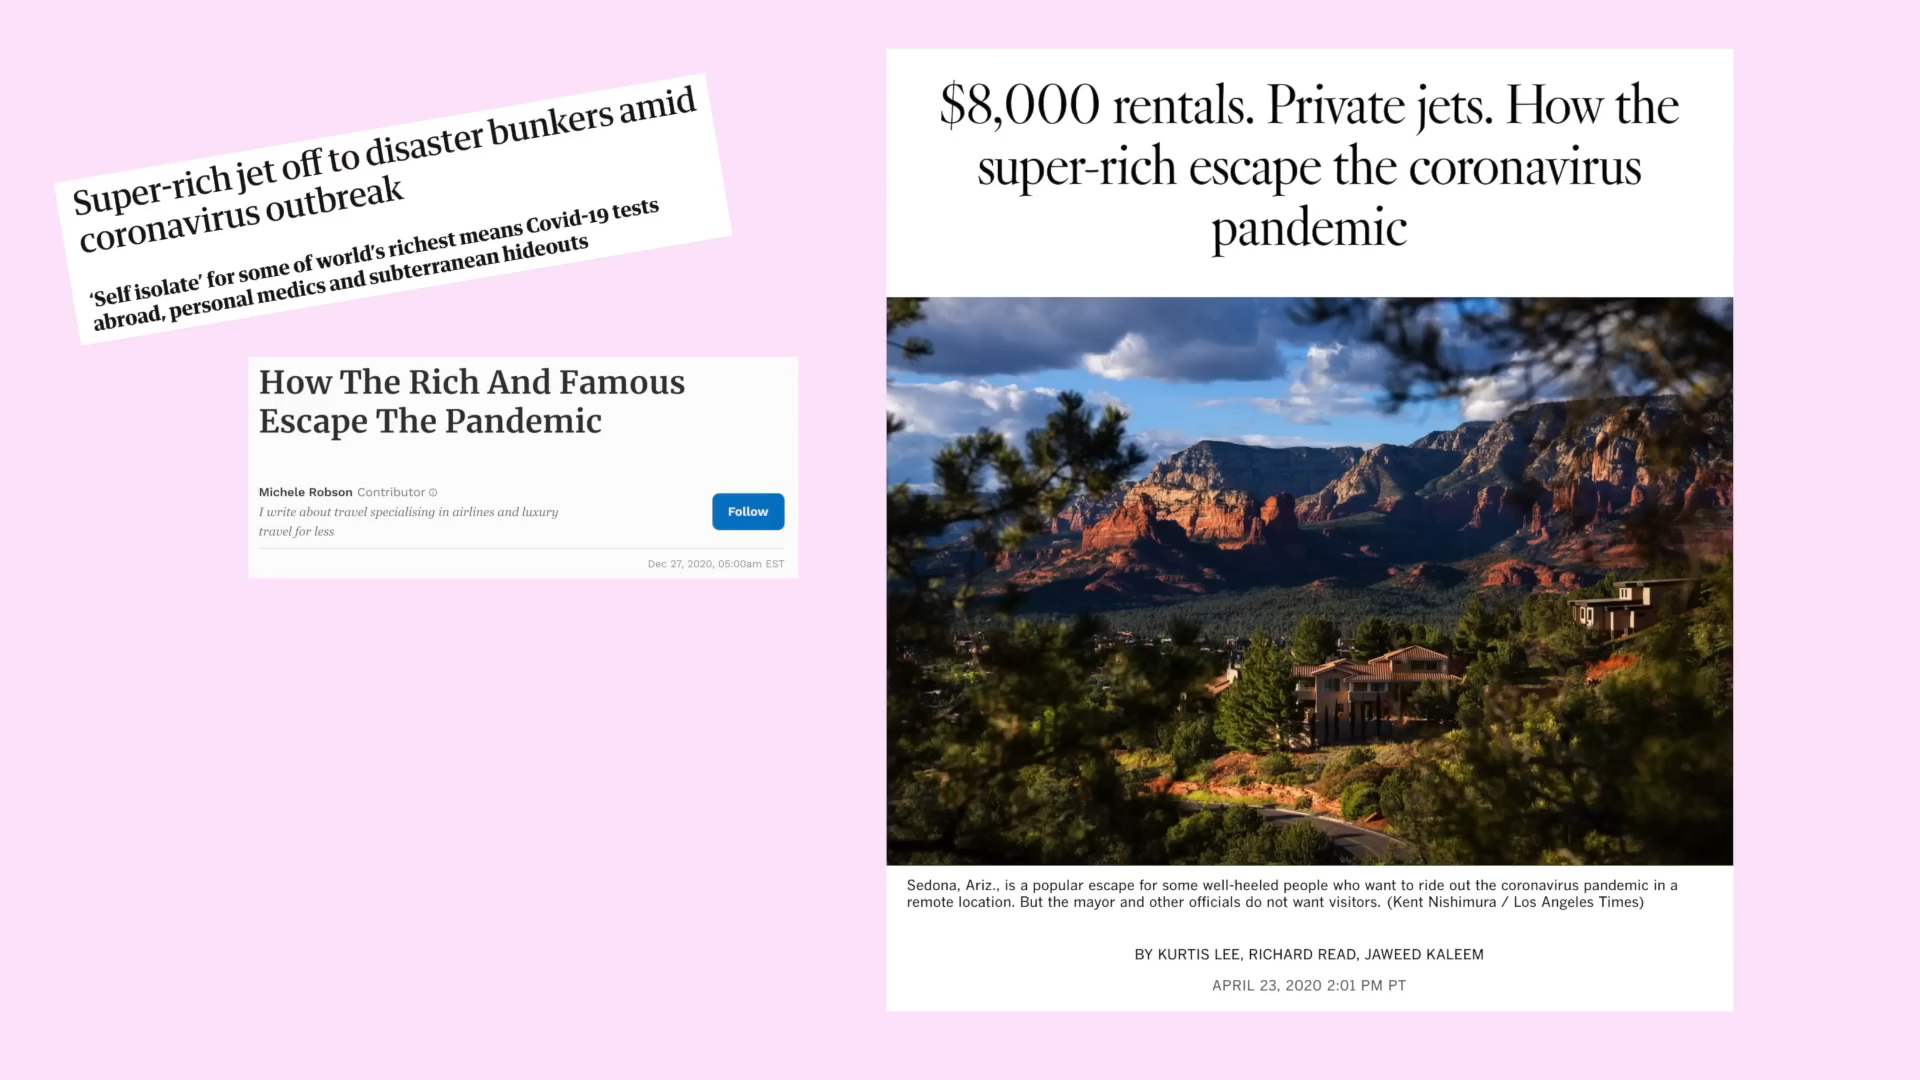 Super-rich jet off to disaster bunkers amid
coronavirus outbreak
‘Self isolate’ for some of world’s richest means Covid-19 tests
abroad, personal medics and subterranean hideouts
How The Rich And Famous
Escape The Pandemic
Michele Robson Contributor
I write about travel specialising in airlines and luxury
travel for less
Follow
Dec 27, 2020, 05:00am EST
$8,000 rentals. Private jets. How the
super-rich escape the coronavirus
pandemic
Sedona, Ariz., is a popular escape for some well-heeled people who want to ride out the coronavirus pandemic in a
remote location. But the mayor and other officials do not want visitors. (Kent Nishimura / Los Angeles Times)
BY KURTIS LEE, RICHARD READ, JAWEED KALEEM
APRIL 23, 2020 2:01 PM PT